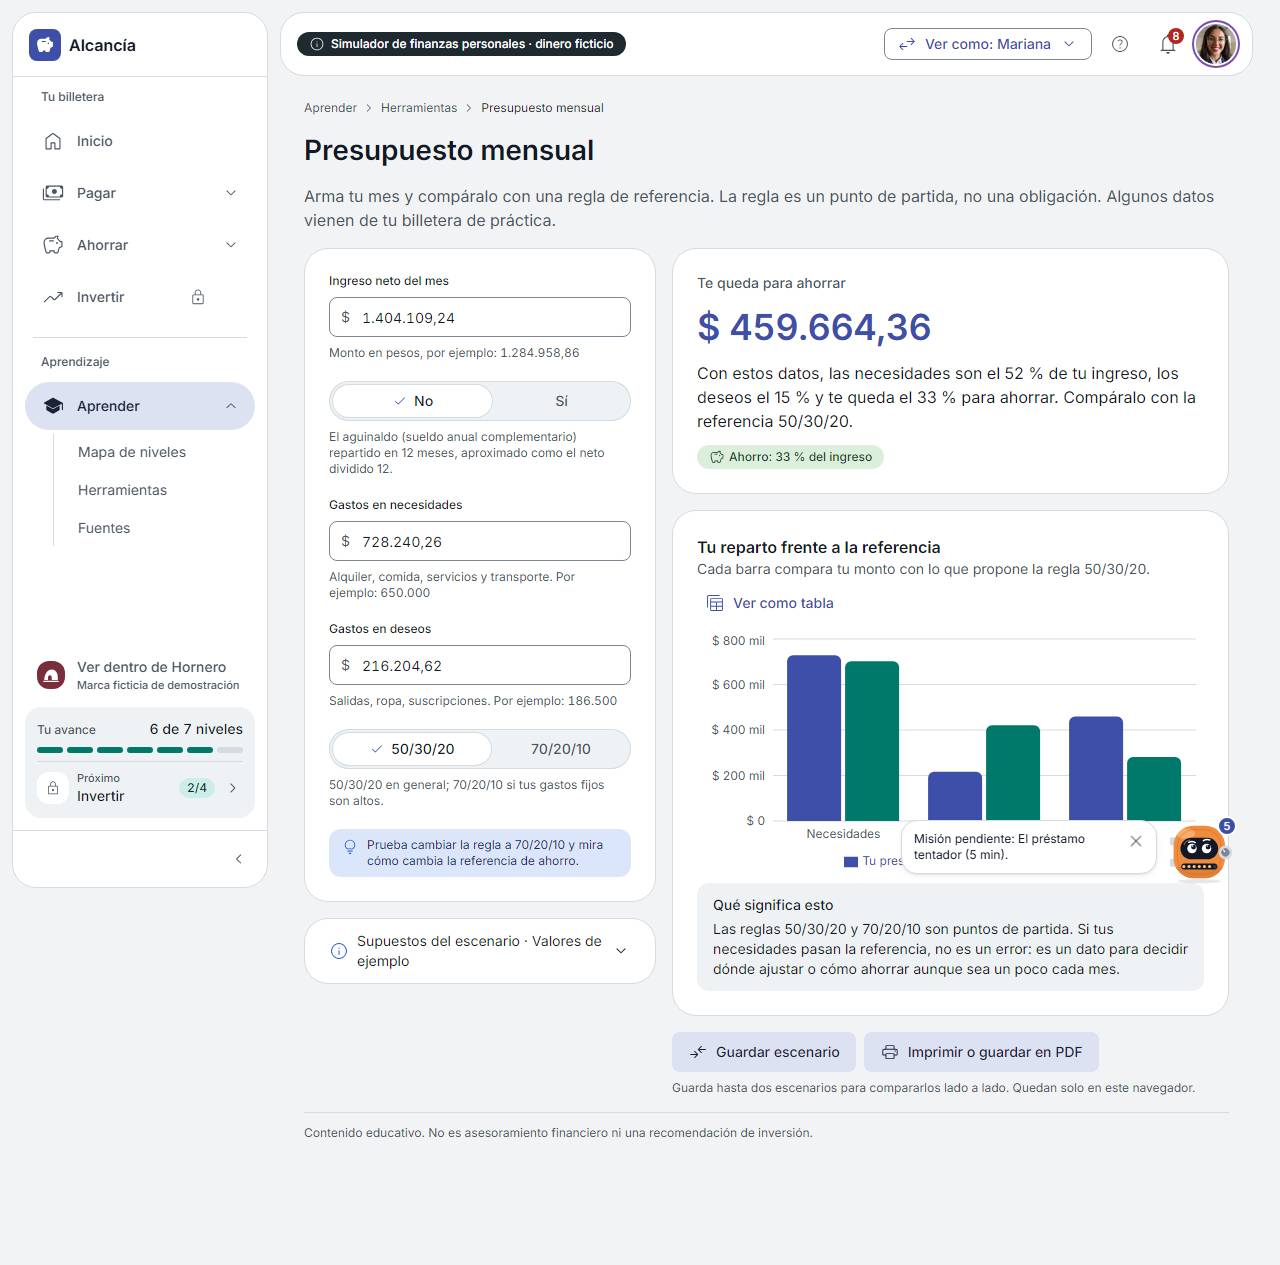 Alcancía
Simulador de finanzas personales · dinero ficticio
Ver como: Mariana
8
Tu billetera
Inicio
Pagar
Ahorrar
Invertir
Aprendizaje
Aprender
Mapa de niveles
Herramientas
Fuentes
Ver dentro de Hornero
Marca ficticia de demostración
Tu avance
6 de 7 niveles
Próximo
Invertir
2/4
Aprender
Herramientas
Presupuesto mensual
Presupuesto mensual
Arma tu mes y compáralo con una regla de referencia. La regla es un punto de partida, no una obligación. Algunos datos
vienen de tu billetera de práctica.
Ingreso neto del mes
$ 1.404.109,24
Monto en pesos, por ejemplo: 1.284.958,86
No
Sí
El aguinaldo (sueldo anual complementario)
repartido en 12 meses, aproximado como el neto
dividido 12.
Gastos en necesidades
$ 728.240,26
Alquiler, comida, servicios y transporte. Por
ejemplo: 650.000
Gastos en deseos
$ 216.204,62
Salidas, ropa, suscripciones. Por ejemplo: 186.500
50/30/20
70/20/10
50/30/20 en general; 70/20/10 si tus gastos fijos
son altos.
Prueba cambiar la regla a 70/20/10 y mira
cómo cambia la referencia de ahorro.
Supuestos del escenario · Valores de
ejemplo
Te queda para ahorrar
$ 459.664,36
Con estos datos, las necesidades son el 52 % de tu ingreso, los
deseos el 15 % y te queda el 33 % para ahorrar. Compáralo con la
referencia 50/30/20.
Ahorro: 33 % del ingreso
Tu reparto frente a la referencia
Cada barra compara tu monto con lo que propone la regla 50/30/20.
Ver como tabla
$ 800 mil
$ 600 mil
$ 400 mil
$ 200 mil
$ 0
Necesidades
Tu pres
Misión pendiente: El préstamo
tentador (5 min).
5
Qué significa esto
Las reglas 50/30/20 y 70/20/10 son puntos de partida. Si tus
necesidades pasan la referencia, no es un error: es un dato para decidir
dónde ajustar o cómo ahorrar aunque sea un poco cada mes.
Guardar escenario
Imprimir o guardar en PDF
Guarda hasta dos escenarios para compararlos lado a lado. Quedan solo en este navegador.
Contenido educativo. No es asesoramiento financiero ni una recomendación de inversión.